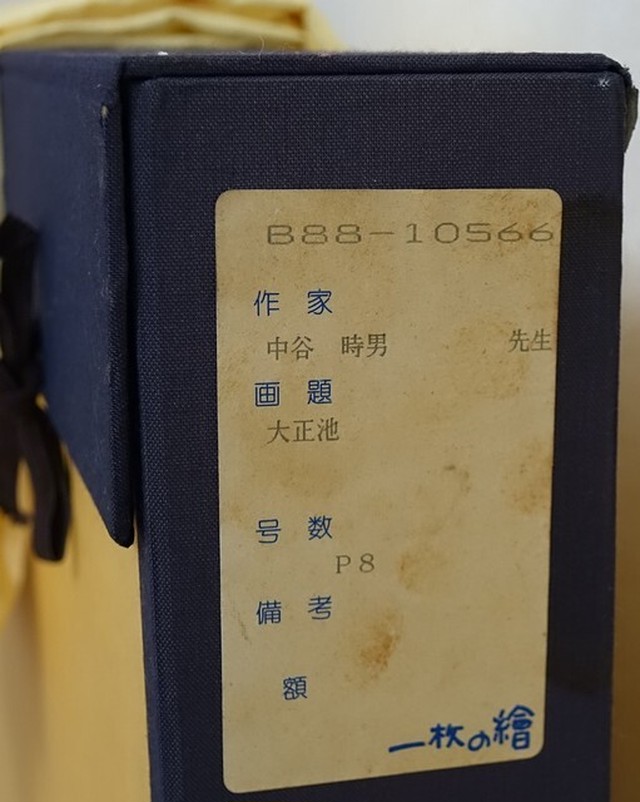 B88-10566
作家
中谷 時男 先生
画題
大正池
号数
P8
備考
額
一枚の繪